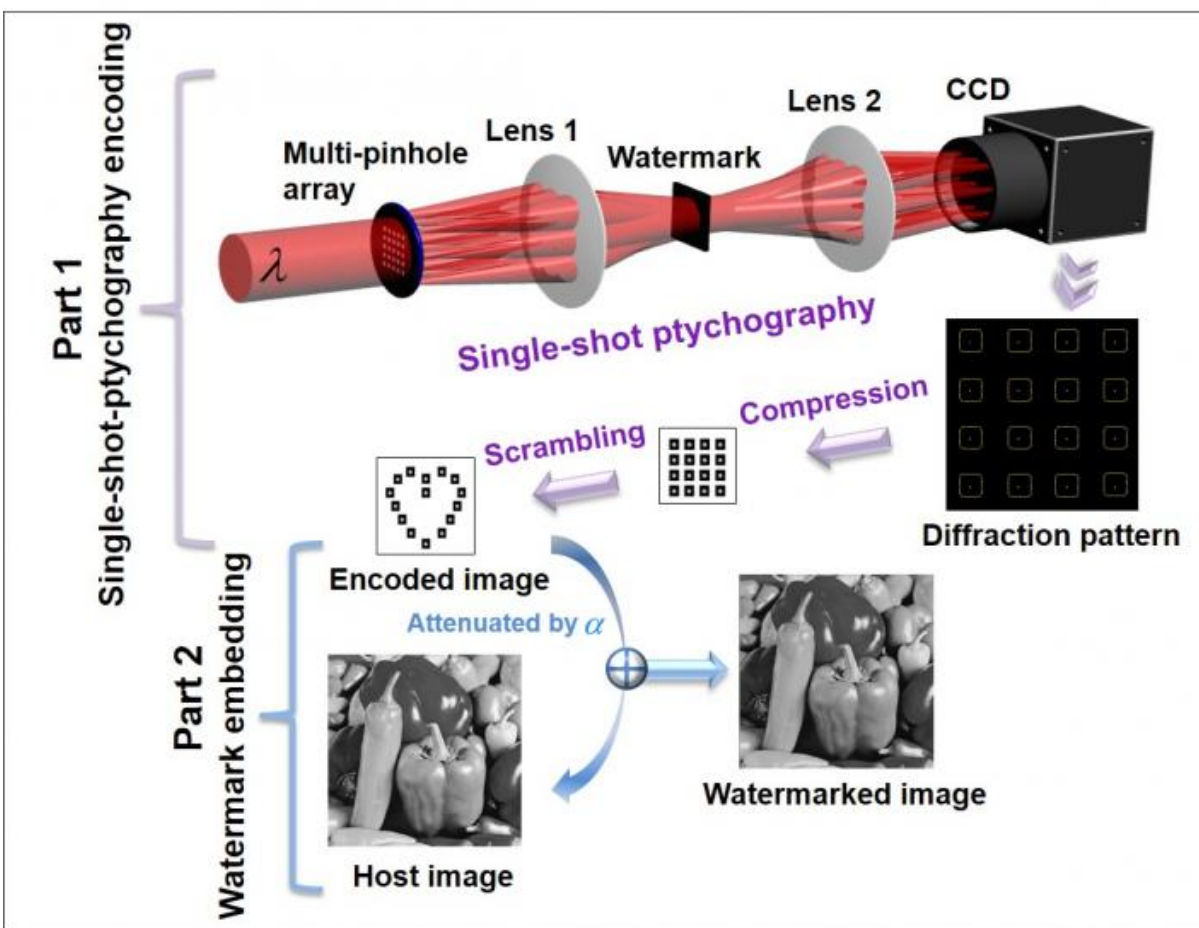 Part 1
Single-shot-ptychography encoding
Multi-pinhole
array
Lens 1
Watermark
Lens 2
CCD
λ
Single-shot ptychography
Compression
Scrambling
Diffraction pattern
Encoded image
Part 2
Watermark embedding
Attenuated by α
Host image
Watermarked image